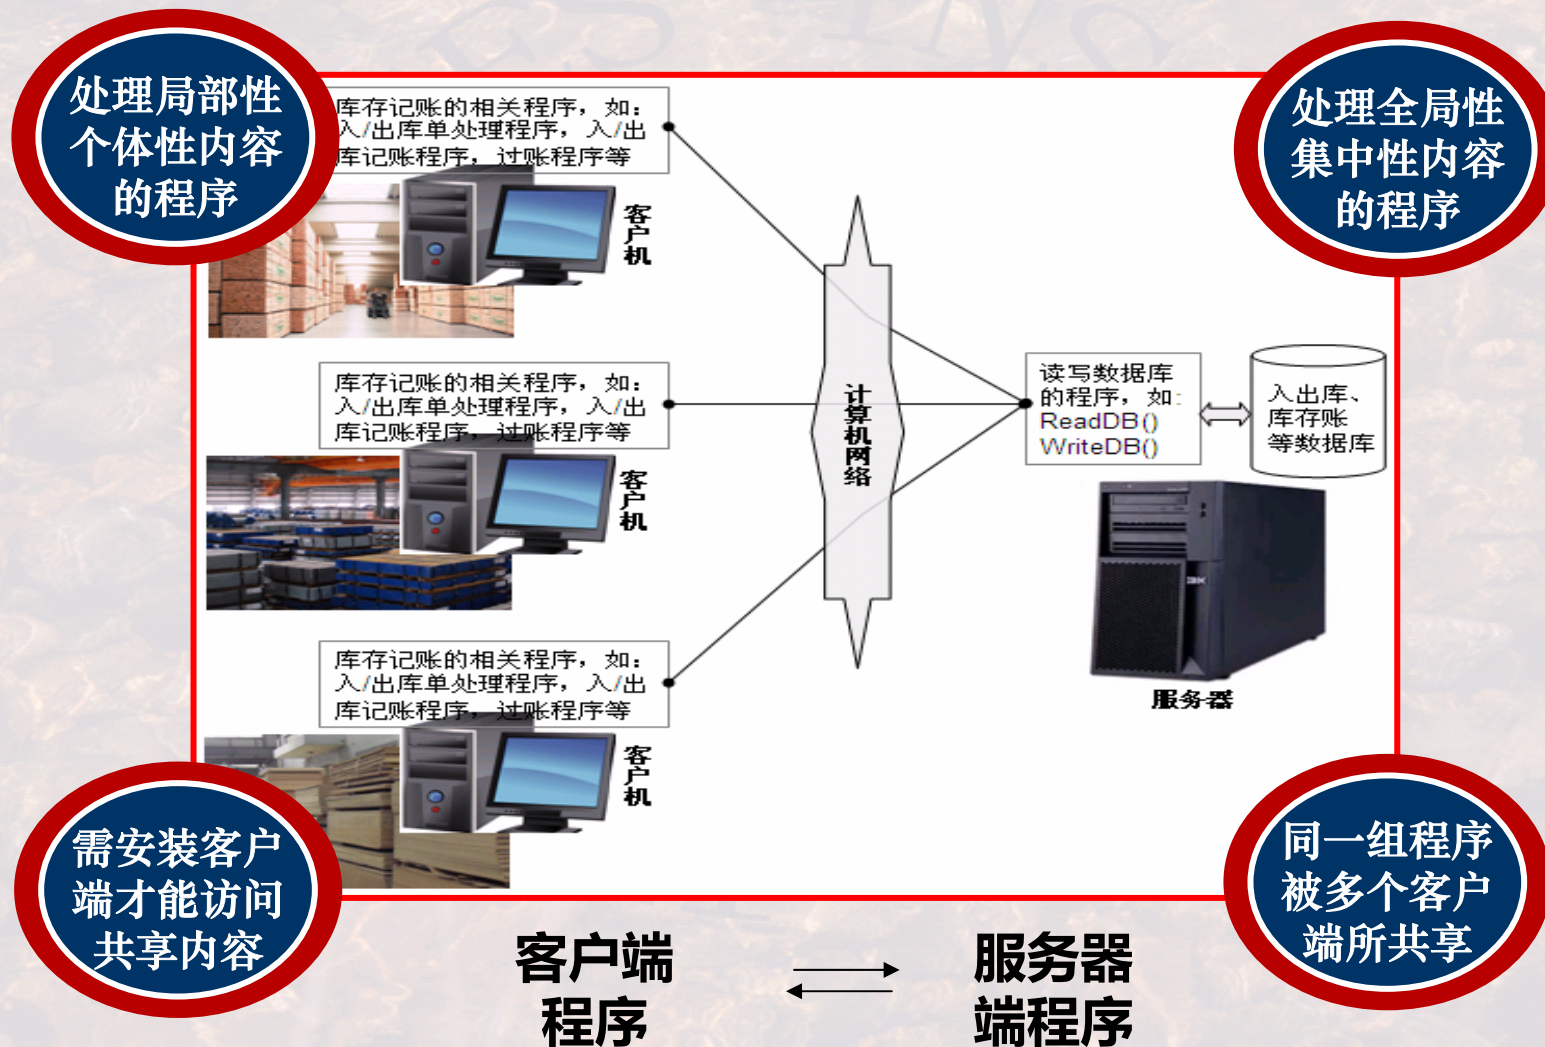 处理局部性
个体性内容
的程序
处理全局性
集中性内容
的程序
库存记账的相关程序，如：
入/出库单处理程序，入/出
库记账程序，过账程序等
客户机
库存记账的相关程序，如：
入/出库单处理程序，入/出
库记账程序，过账程序等
客户机
库存记账的相关程序，如：
入/出库单处理程序，入/出
库记账程序，过账程序等
客户机
计算机网络
读写数据库
的程序，如：
ReadDB()
WriteDB()
入出库、
库存账
等数据库
IBM
服务器
需安装客户
端才能访问
共享内容
同一组程序
被多个客户
端所共享
客户端
程序
服务器
端程序